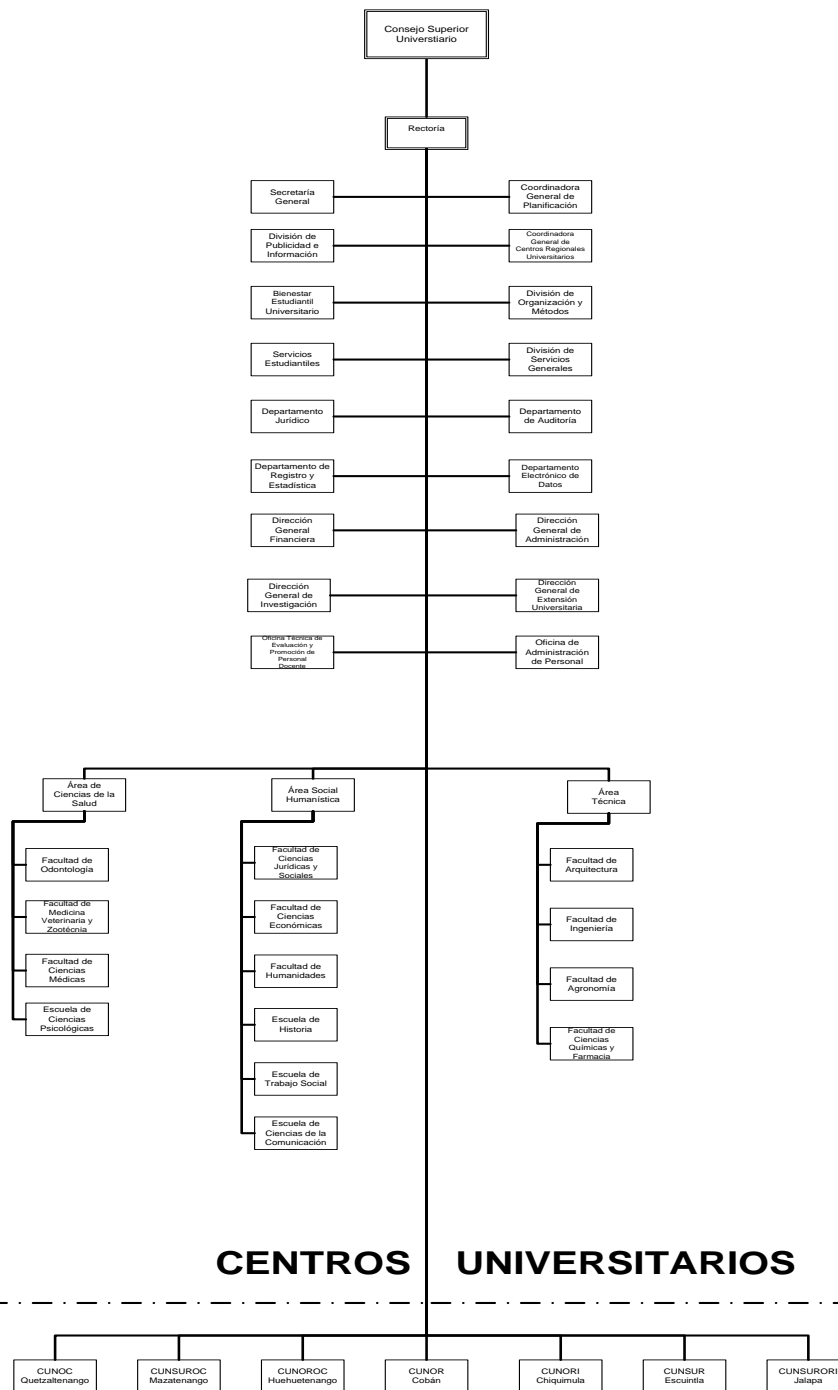 Consejo Superior
Universtiario
Rectoría
Secretaría
General
Coordinadora
General de
Planificación
División de
Publicidad e
Información
Coordinadora
General de
Centros Regionales
Universitarios
Bienestar
Estudiantil
Universitario
División de
Organización y
Métodos
Servicios
Estudiantiles
División de
Servicios
Generales
Departamento
Jurídico
Departamento
de Auditoría
Departamento de
Registro y
Estadística
Departamento
Electrónico de
Datos
Dirección
General
Financiera
Dirección
General de
Administración
Dirección
General de
Investigación
Dirección
General de
Extensión
Universitaria
Oficina Técnica de
Evaluación y
Promoción de
Personal
Docente
Oficina de
Administración
de Personal
Área de
Ciencias de la
Salud
Facultad de
Odontología
Facultad de
Medicina
Veterinaria y
Zootécnia
Facultad de
Ciencias
Médicas
Escuela de
Ciencias
Psicológicas
Área Social
Humanística
Facultad de
Ciencias
Jurídicas y
Sociales
Facultad de
Ciencias
Económicas
Facultad de
Humanidades
Escuela de
Historia
Escuela de
Trabajo Social
Escuela de
Ciencias de la
Comunicación
Área
Técnica
Facultad de
Arquitectura
Facultad de
Ingeniería
Facultad de
Agronomía
Facultad de
Ciencias
Químicas y
Farmacia
CENTROS UNIVERSITARIOS
CUNOC
Quetzaltenango
CUNSUROC
Mazatenango
CUNOROC
Huehuetenango
CUNOR
Cobán
CUNORI
Chiquimula
CUNSUR
Escuintla
CUNSURORI
Jalapa